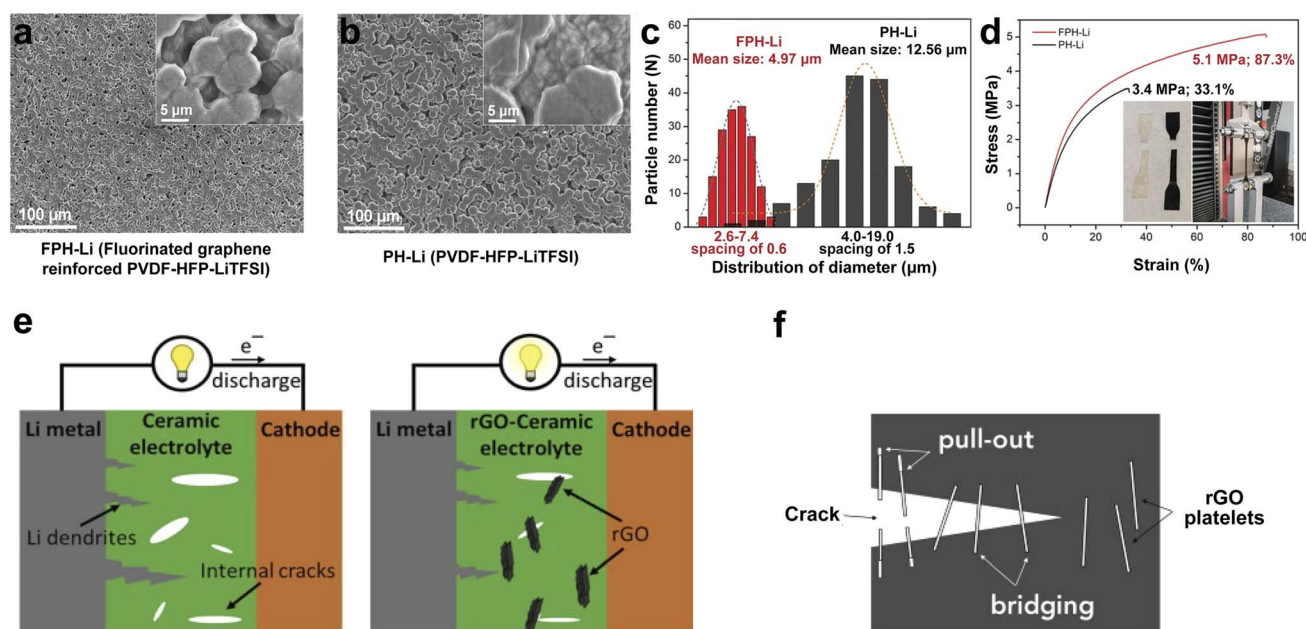 a
5 μm
100 μm
FPH-Li (Fluorinated graphene
reinforced PVDF-HFP-LiTFSI)
b
5 μm
100 μm
PH-Li (PVDF-HFP-LiTFSI)
c
FPH-Li
Mean size: 4.97 μm
PH-Li
Mean size: 12.56 μm
Particle number (N)
60
50
40
30
20
10
0
2.6-7.4
spacing of 0.6
4.0-19.0
spacing of 1.5
Distribution of diameter (μm)
d
FPH-Li
PH-Li
5.1 MPa; 87.3%
3.4 MPa; 33.1%
Stress (MPa)
5
4
3
2
1
0
0 20 40 60 80 100
Strain (%)
e
e−
discharge
Li metal
Ceramic
electrolyte
Cathode
Li dendrites
Internal cracks
e−
discharge
Li metal
rGO-Ceramic
electrolyte
Cathode
rGO
f
pull-out
Crack
rGO
platelets
bridging